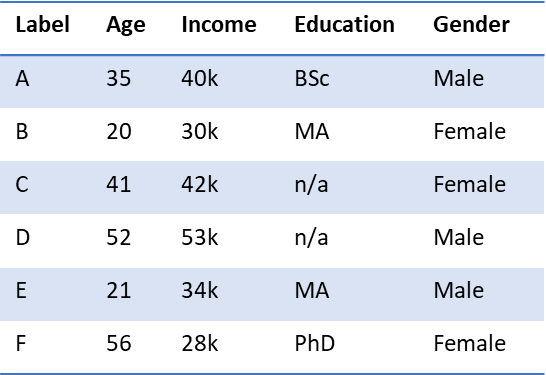 Label Age Income Education Gender
A 35 40k BSc Male
B 20 30k MA Female
C 41 42k n/a Female
D 52 53k n/a Male
E 21 34k MA Male
F 56 28k PhD Female